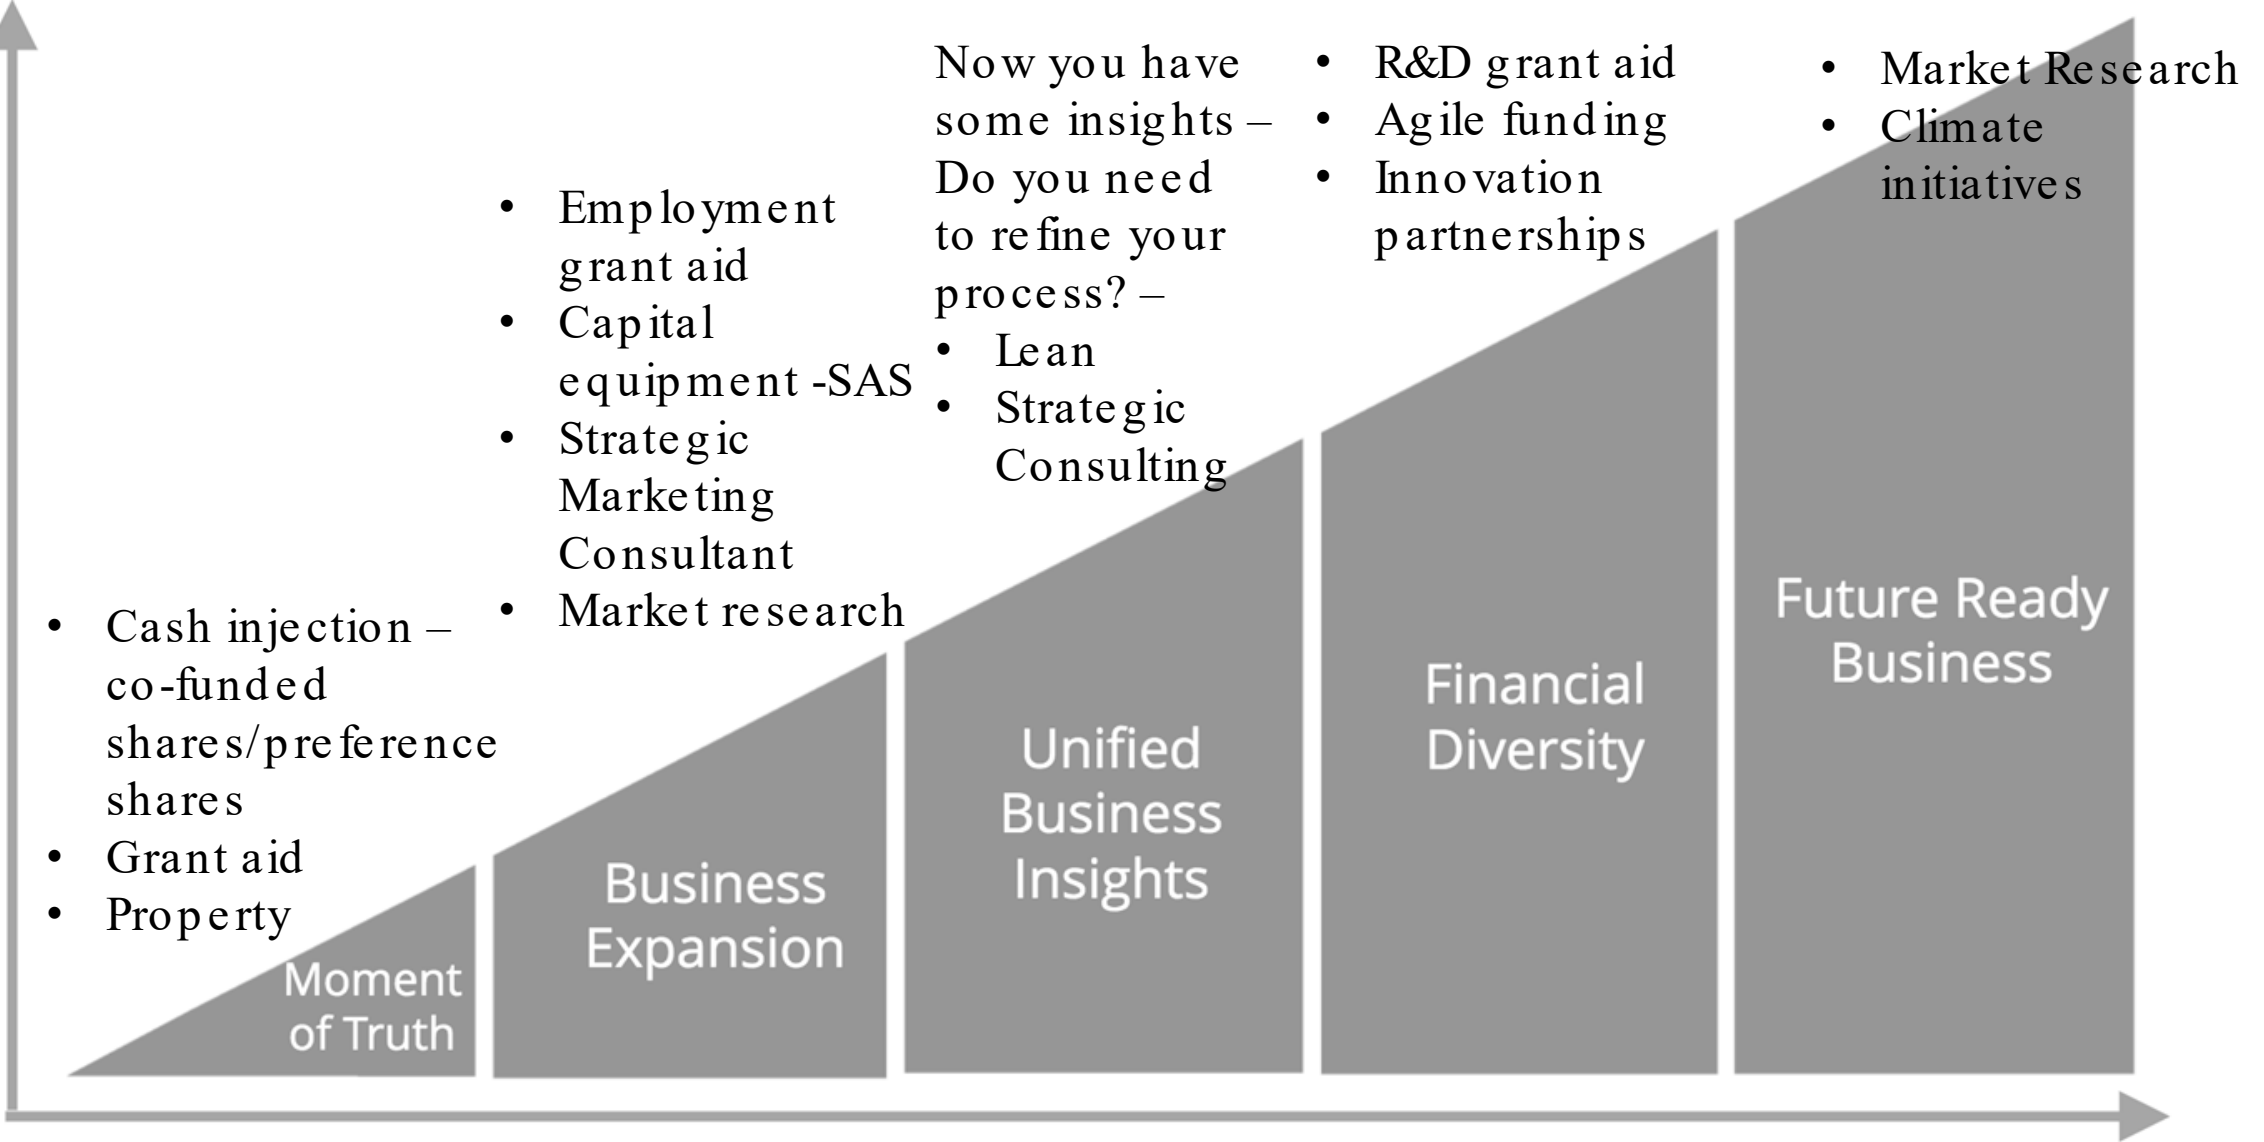 • Cash injection –
co-funded
shares/preference
shares
• Grant aid
• Property
Moment
of Truth
• Employment
grant aid
• Capital
equipment -SAS
• Strategic
Marketing
Consultant
• Market research
Business
Expansion
Now you have
some insights –
Do you need
to refine your
process? –
• Lean
• Strategic
Consulting
Unified
Business
Insights
• R&D grant aid
• Agile funding
• Innovation
partnerships
Financial
Diversity
• Market Research
• Climate
initiatives
Future Ready
Business